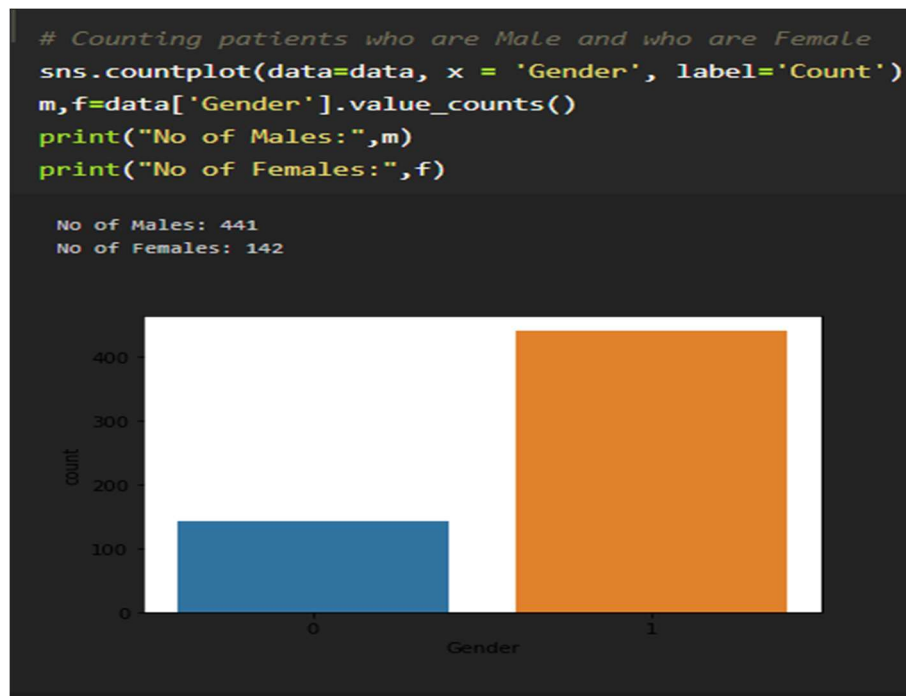 # Counting patients who are Male and who are Female
sns.countplot(data=data, x = 'Gender', label='Count')
m,f=data['Gender'].value_counts()
print("No of Males:",m)
print("No of Females:",f)
No of Males: 441
No of Females: 142
400
300
200
100
0
count
0 1
Gender